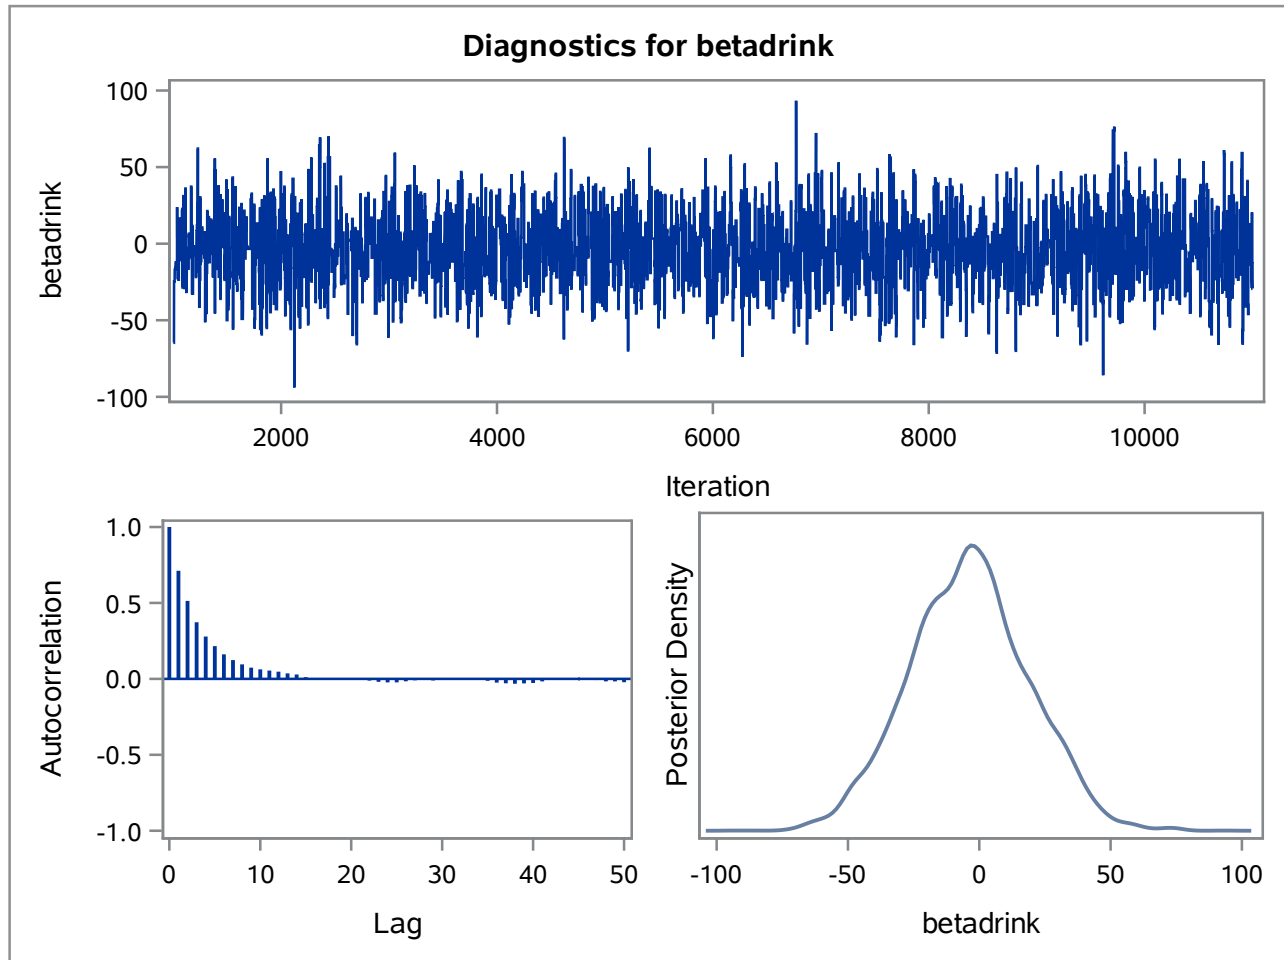 Diagnostics for betadrink
100
50
0
-50
-100
betadrink
2000 4000 6000 8000 10000
Iteration
1.0
0.5
0.0
-0.5
-1.0
Autocorrelation
0 10 20 30 40 50
Lag
Posterior Density
-100 -50 0 50 100
betadrink